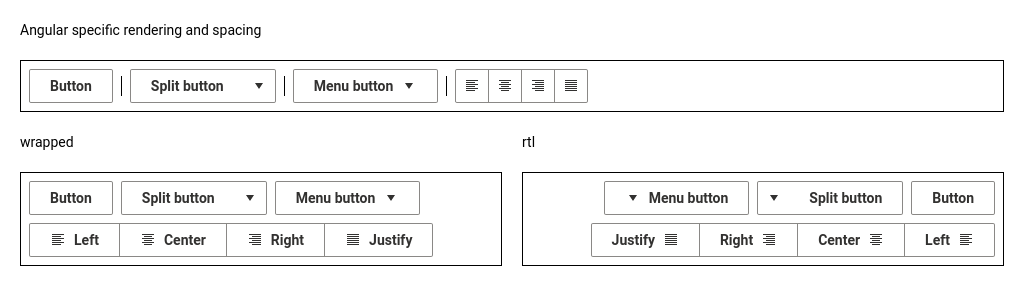 Angular specific rendering and spacing
Button Split button Menu button
wrapped
Button Split button Menu button
Left Center Right Justify
rtl
Menu button Split button Button
Justify Right Center Left